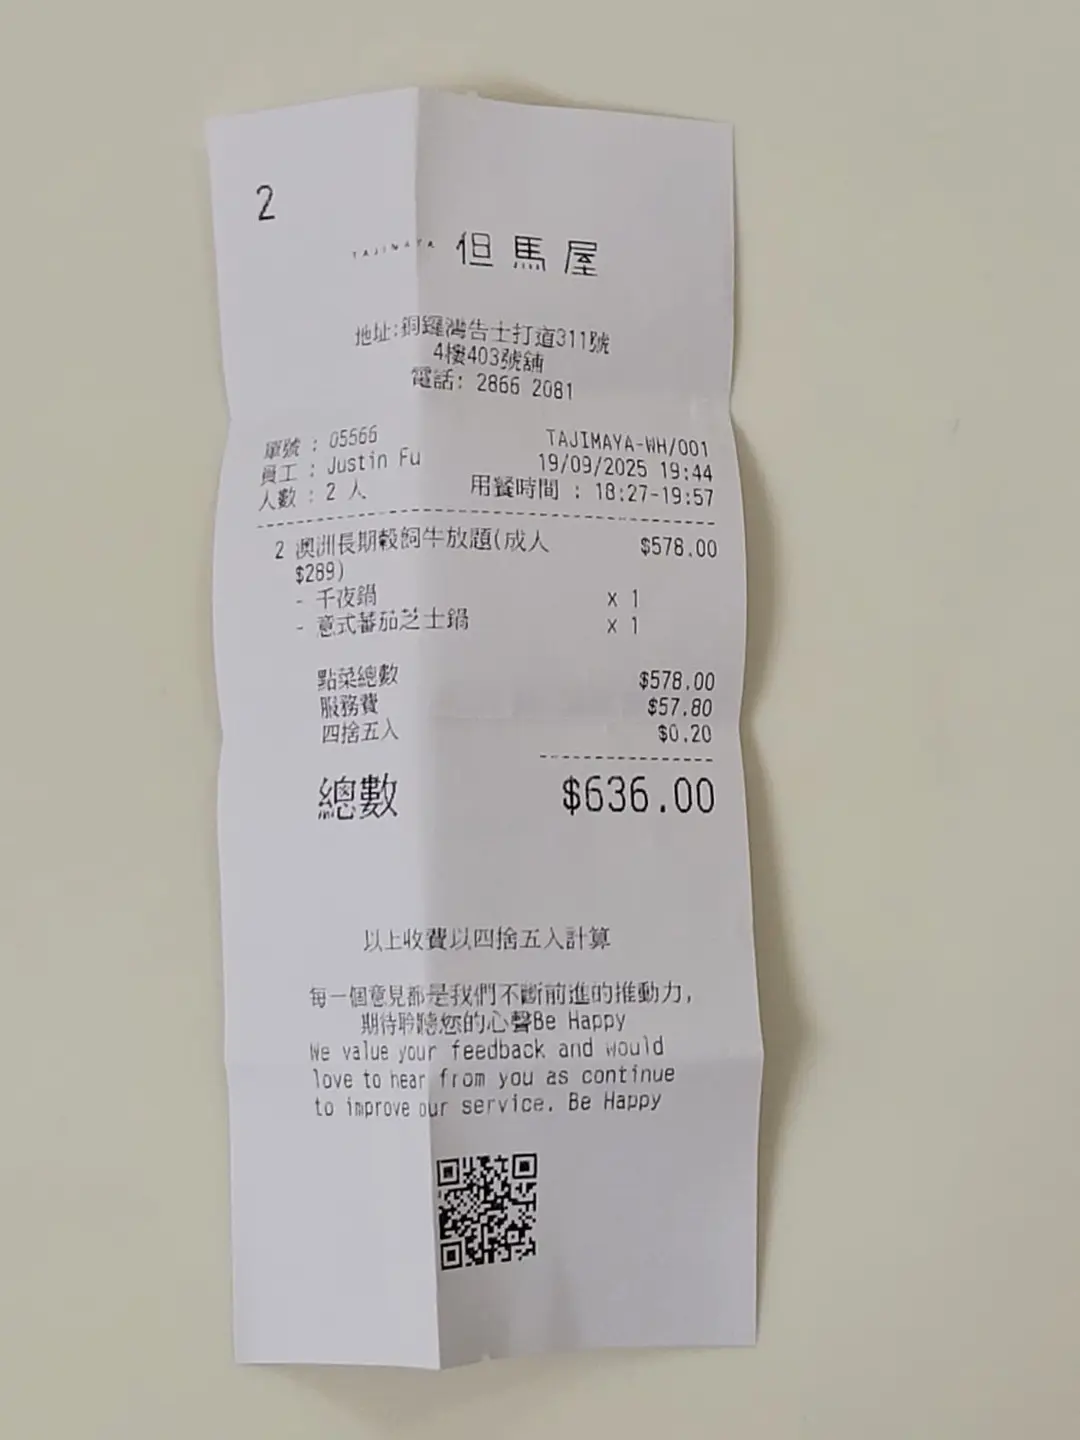 2
TAJIMAYA 但馬屋
地址:銅鑼灣告士打道311號
4樓403號舖
電話: 2866 2081
單號 : 05566
TAJIMAYA-WH/001
員工 : Justin Fu
19/09/2025 19:44
人數 : 2 人
用餐時間 : 18:27-19:57
2 澳洲長期穀飼牛放題(成人 $578.00
$289)
- 千夜鍋 x 1
- 意式蕃茄芝士鍋 x 1
點菜總數 $578.00
服務費 $57.80
四捨五入 $0.20
總數 $636.00
以上收費以四捨五入計算
每一個意見都是我們不斷前進的推動力,
期待聆聽您的心聲Be Happy
We value your feedback and would
love to hear from you as continue
to improve our service. Be Happy